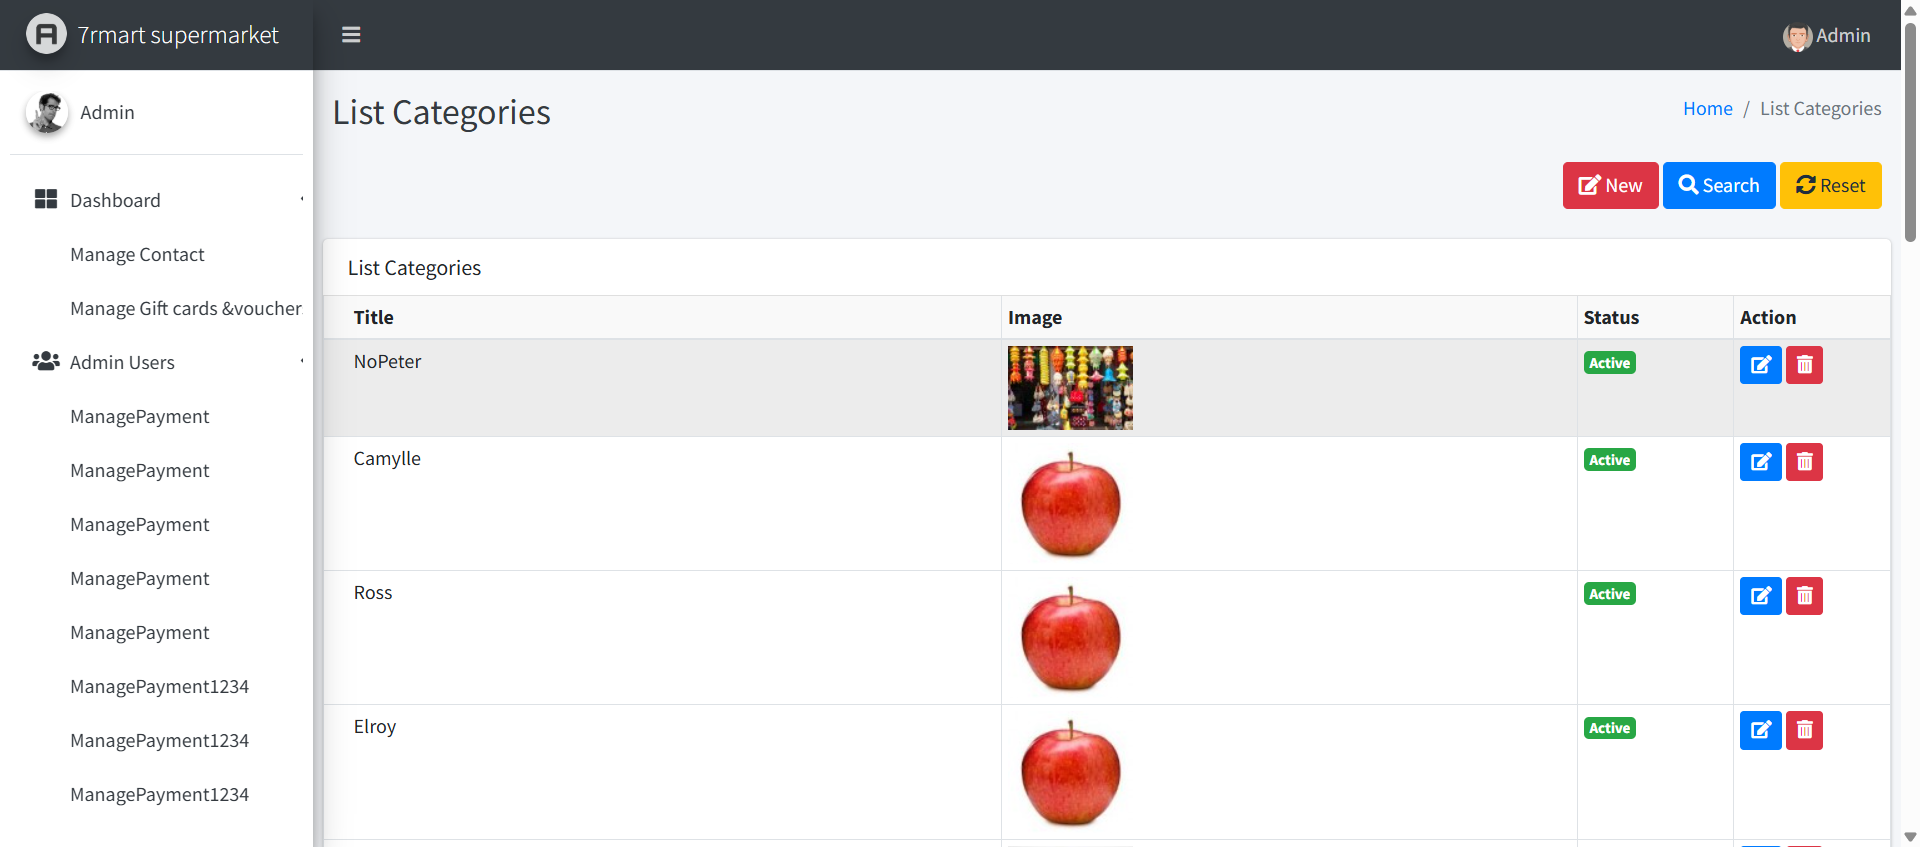 7rmart supermarket
Admin
Admin
Dashboard
Manage Contact
Manage Gift cards &voucher
Admin Users
ManagePayment
ManagePayment
ManagePayment
ManagePayment
ManagePayment
ManagePayment1234
ManagePayment1234
ManagePayment1234
List Categories
Home / List Categories
New
Search
Reset
List Categories
Title Image Status Action
NoPeter Active
Camylle Active
Ross Active
Elroy Active